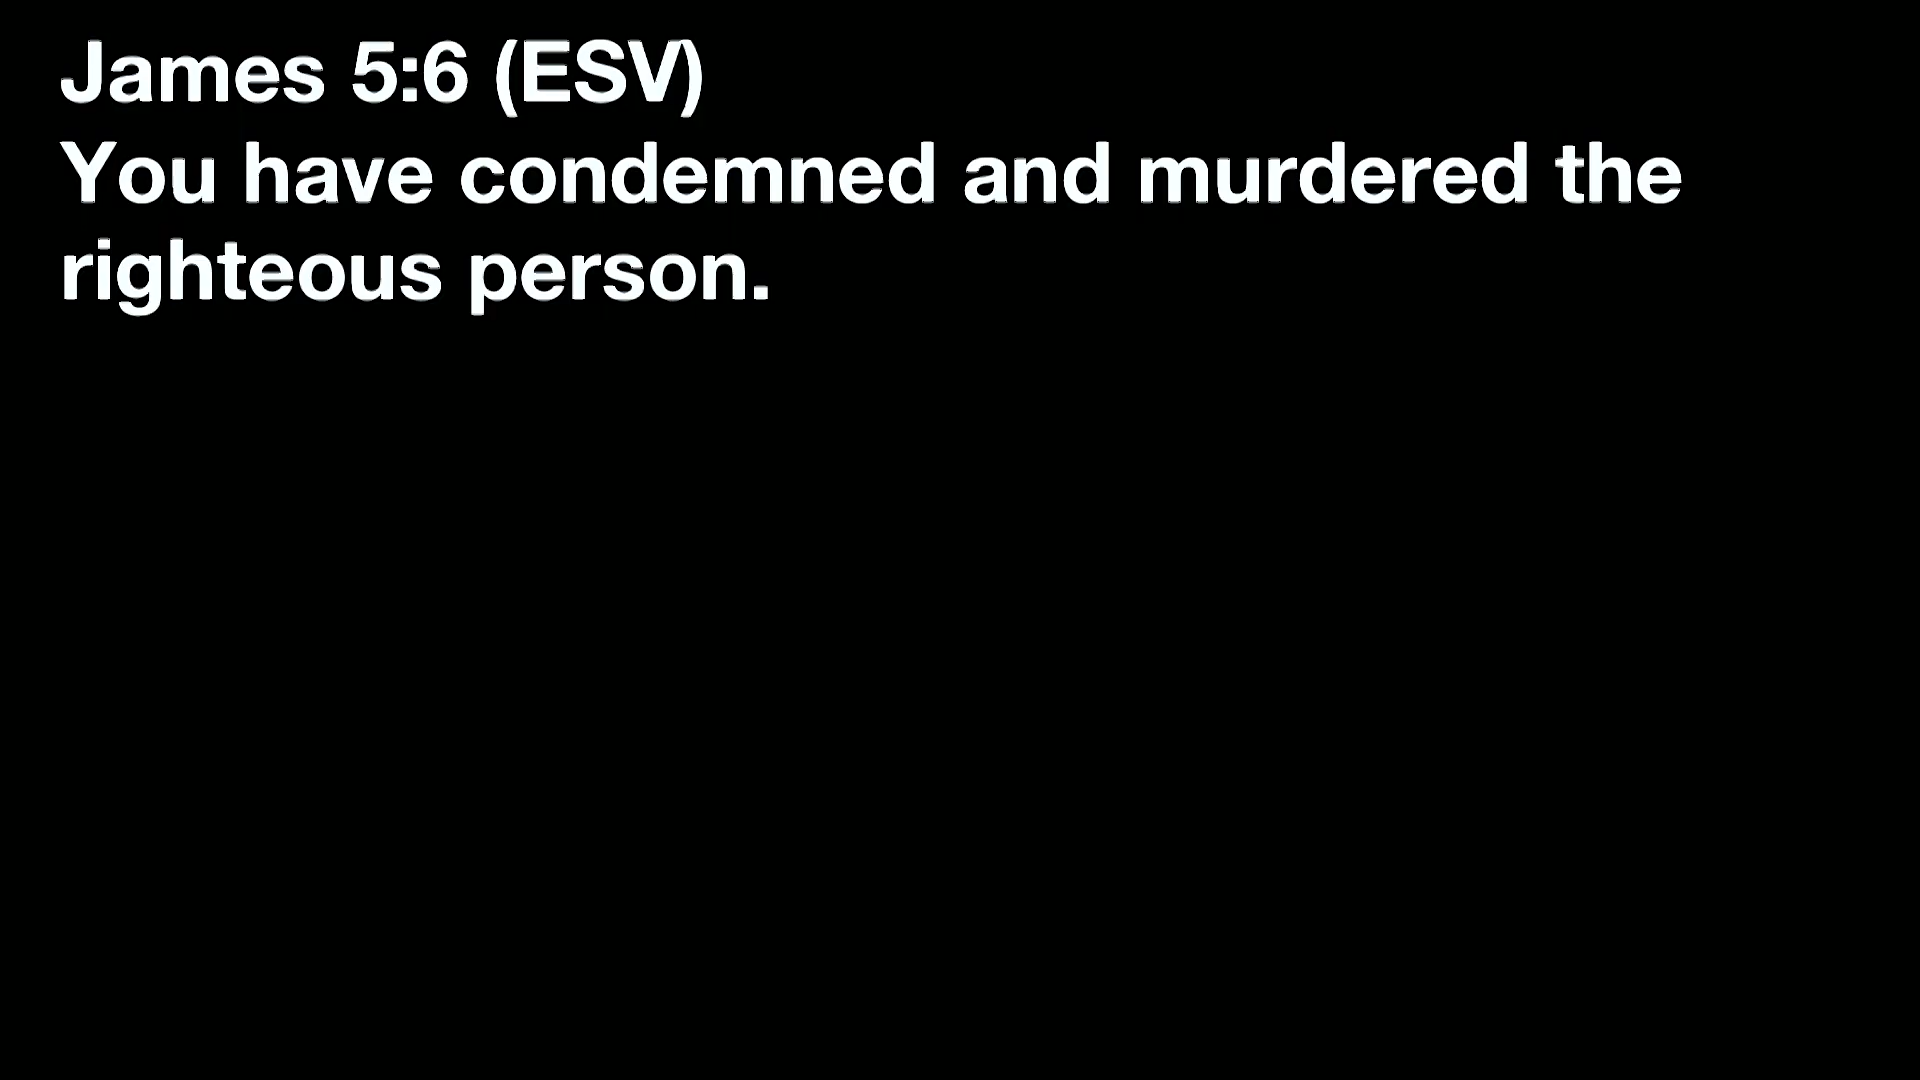 James 5:6 (ESV)
You have condemned and murdered the
righteous person.